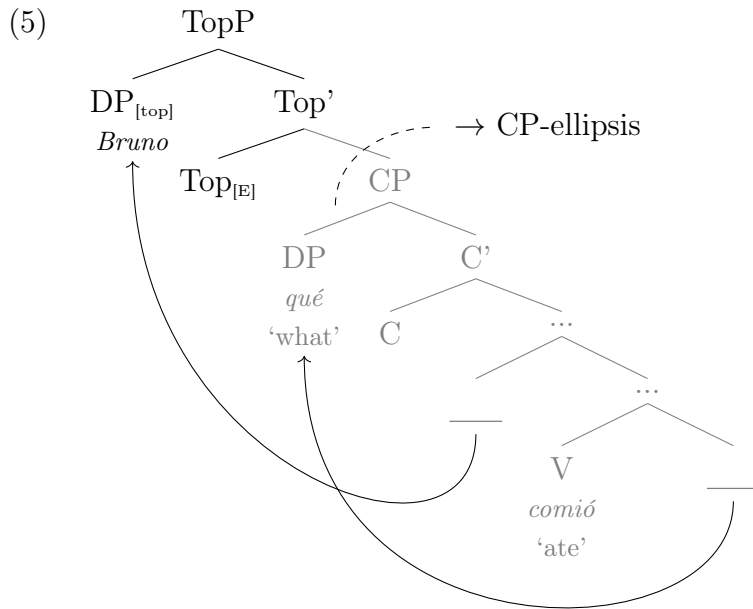 (5) TopP
DP[top] Top’
Bruno → CP-ellipsis
Top[E] CP
DP C’
qué
‘what’ C ...
...
V
comió
‘ate’